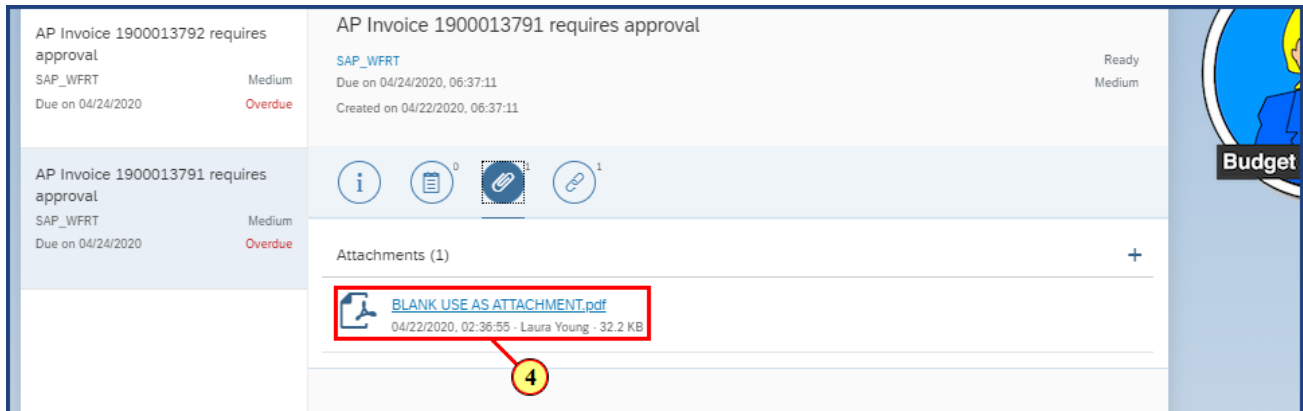 AP Invoice 1900013792 requires
approval
SAP_WFRT Medium
Due on 04/24/2020 Overdue
AP Invoice 1900013791 requires
approval
SAP_WFRT Medium
Due on 04/24/2020 Overdue
AP Invoice 1900013791 requires approval
SAP_WFRT Ready
Due on 04/24/2020, 06:37:11 Medium
Created on 04/22/2020, 06:37:11
0 1 1
Attachments (1) +
BLANK USE AS ATTACHMENT.pdf
04/22/2020, 02:36:55 · Laura Young · 32.2 KB
4
Budget